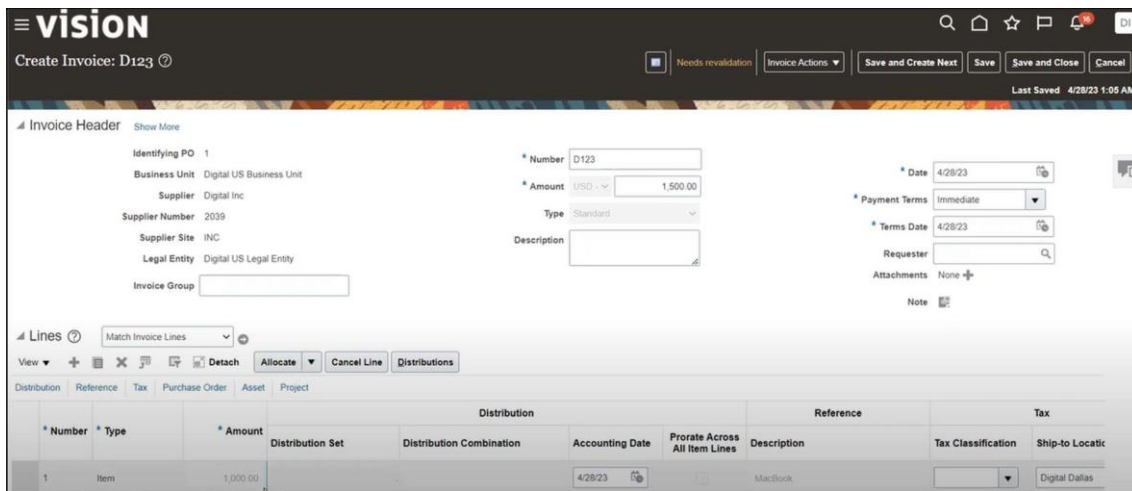 vision
16
DI
Create Invoice: D123
Needs revalidation
Invoice Actions
Save and Create Next
Save
Save and Close
Cancel
Last Saved 4/28/23 1:05 AM
Invoice Header Show More
Identifying PO 1
Business Unit Digital US Business Unit
Supplier Digital Inc
Supplier Number 2039
Supplier Site INC
Legal Entity Digital US Legal Entity
Invoice Group
* Number D123
* Amount USD - 1,500.00
Type Standard
Description
* Date 4/28/23
* Payment Terms Immediate
* Terms Date 4/28/23
Requester
Attachments None
Note
Lines Match Invoice Lines
View Detach Allocate Cancel Line Distributions
Distribution Reference Tax Purchase Order Asset Project
Distribution Reference Tax
* Number * Type * Amount Distribution Set Distribution Combination Accounting Date Prorate Across All Item Lines Description Tax Classification Ship-to Locatio
1 Item 1,000.00 4/28/23 MacBook Digital Dallas